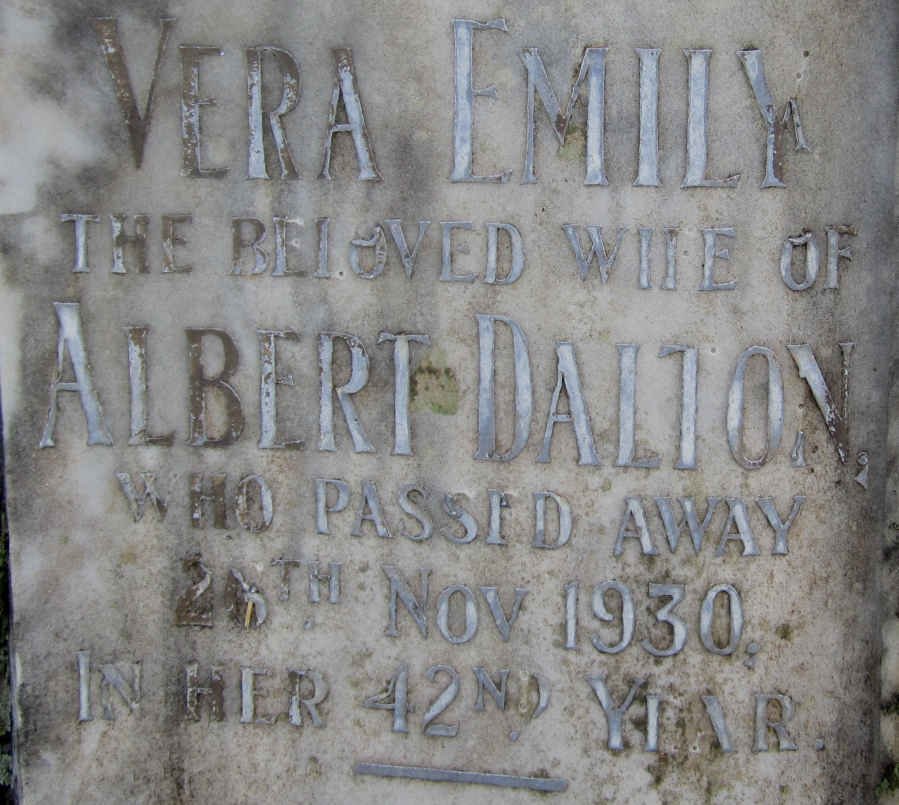 VERA EMILY
THE BELOVED WIFE OF
ALBERT DALTON,
WHO PASSED AWAY
NOV 1930,
IN HER 42ND YEAR.